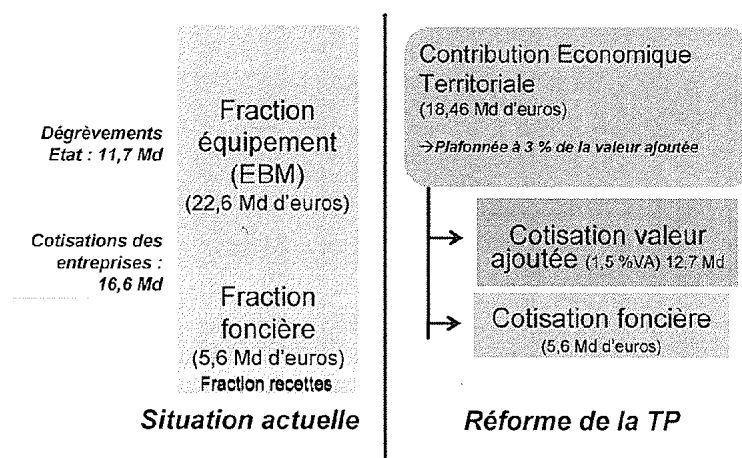 Dégrèvements
Etat : 11,7 Md
Cotisations des
entreprises :
16,6 Md
Fraction
équipement
(EBM)
(22,6 Md d'euros)
Fraction
foncière
(5,6 Md d'euros)
Fraction recettes
Situation actuelle
Contribution Economique
Territoriale
(18,46 Md d'euros)
→Plafonnée à 3 % de la valeur ajoutée
Cotisation valeur
ajoutée (1,5 %VA) 12,7 Md
Cotisation foncière
(5,6 Md d'euros)
Réforme de la TP